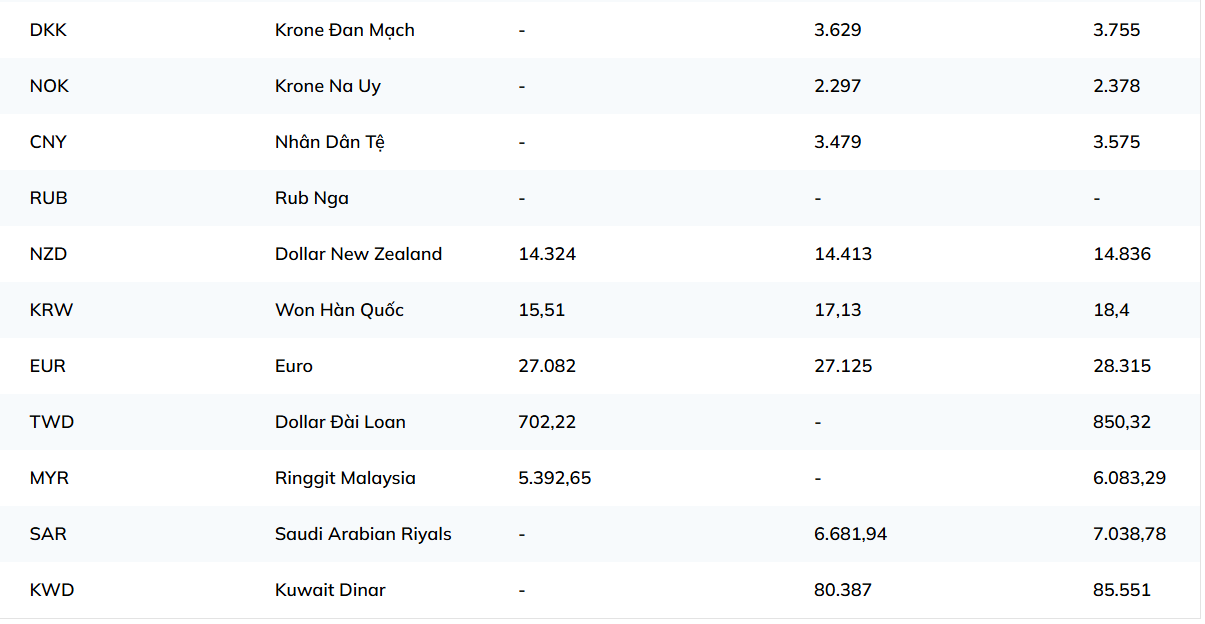 DKK Krone Đan Mạch - 3.629 3.755
NOK Krone Na Uy - 2.297 2.378
CNY Nhân Dân Tệ - 3.479 3.575
RUB Rub Nga - - -
NZD Dollar New Zealand 14.324 14.413 14.836
KRW Won Hàn Quốc 15,51 17,13 18,4
EUR Euro 27.082 27.125 28.315
TWD Dollar Đài Loan 702,22 - 850,32
MYR Ringgit Malaysia 5.392,65 - 6.083,29
SAR Saudi Arabian Riyals - 6.681,94 7.038,78
KWD Kuwait Dinar - 80.387 85.551